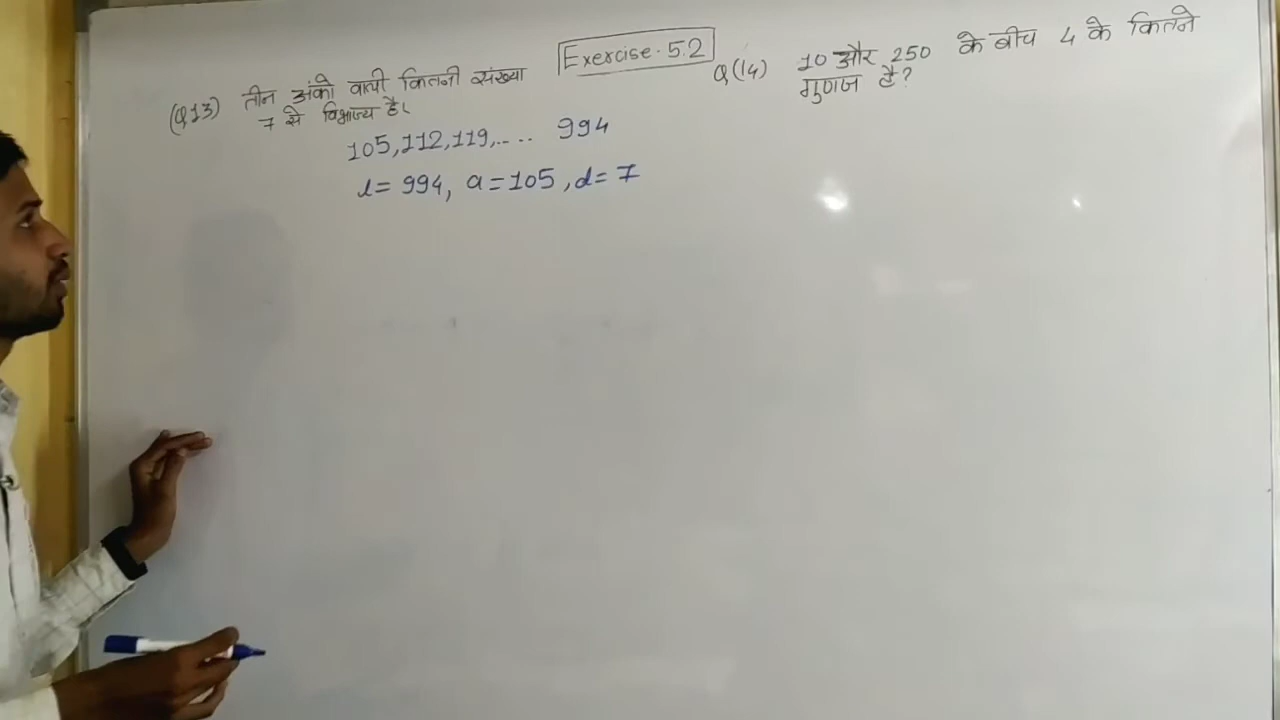 Exercise. 5.2
(Q13) तीन अंको वाली कितनी संख्या
7 से विभाज्य है।
105, 112, 119, .... 994
l = 994, a = 105, d = 7
Q(14) 10 और 250 के बीच 4 के कितने
गुणज है?